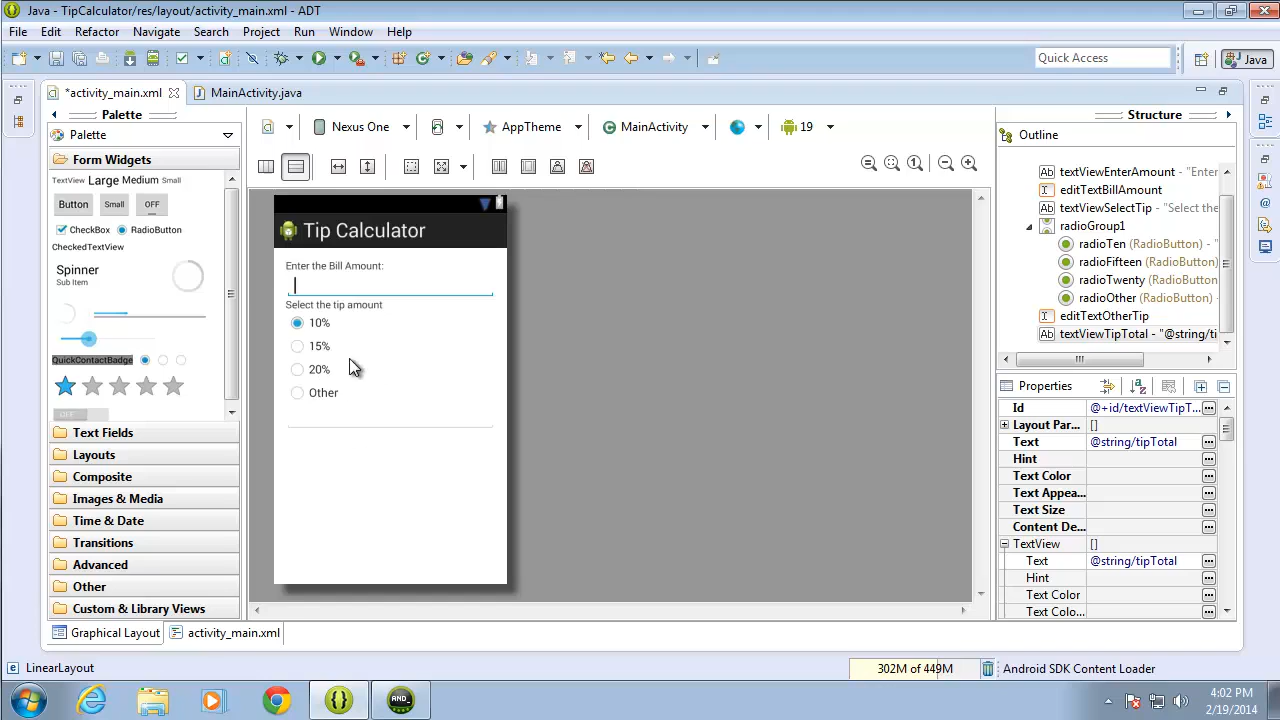 Java - TipCalculator/res/layout/activity_main.xml - ADT
File Edit Refactor Navigate Search Project Run Window Help
Quick Access
Java
*activity_main.xml
MainActivity.java
Palette
Palette
Form Widgets
TextView Large Medium Small
Button Small OFF
CheckBox RadioButton
CheckedTextView
Spinner
Sub Item
QuickContactBadge
OFF
Text Fields
Layouts
Composite
Images & Media
Time & Date
Transitions
Advanced
Other
Custom & Library Views
Graphical Layout activity_main.xml
Nexus One AppTheme MainActivity 19
Tip Calculator
Enter the Bill Amount:
Select the tip amount
10%
15%
20%
Other
Structure
Outline
textViewEnterAmount - "Enter
editTextBillAmount
textViewSelectTip - "Select the
radioGroup1
radioTen (RadioButton) - "
radioFifteen (RadioButton) -
radioTwenty (RadioButton) -
radioOther (RadioButton) -
editTextOtherTip
textViewTipTotal - "@string/ti
Properties
Id @+id/textViewTipT...
Layout Par... []
Text @string/tipTotal
Hint
Text Color
Text Appea...
Text Size
Content De...
TextView []
Text @string/tipTotal
Hint
Text Color
Text Colo...
LinearLayout
302M of 449M
Android SDK Content Loader
4:02 PM
2/19/2014